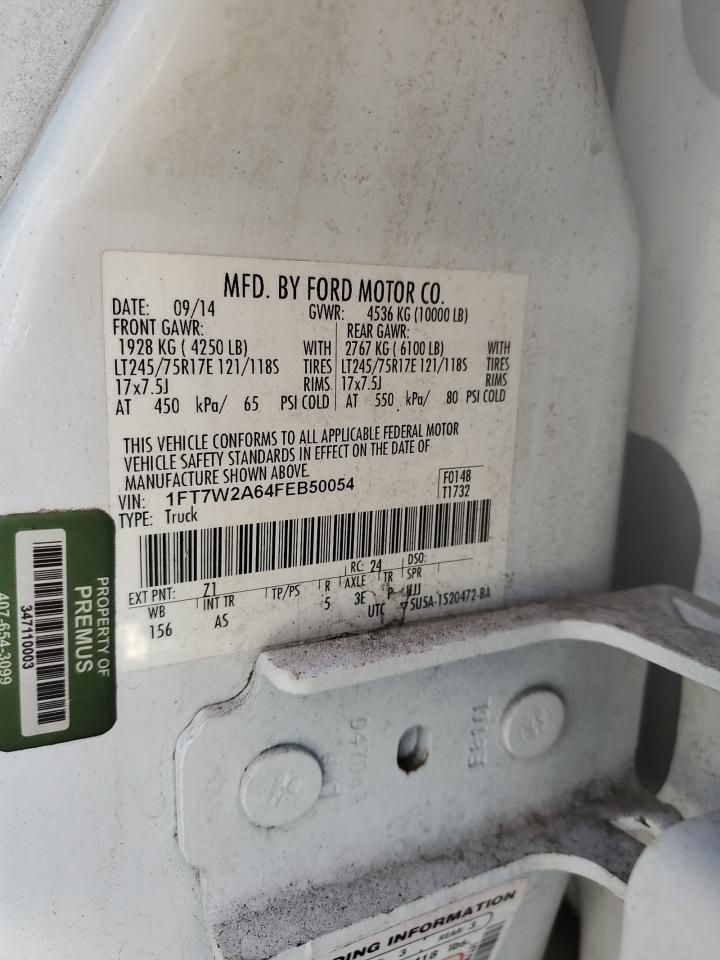 MFD. BY FORD MOTOR CO.
DATE: 09/14 GVWR: 4536 KG (10000 LB)
FRONT GAWR: REAR GAWR:
1928 KG ( 4250 LB) WITH 2767 KG ( 6100 LB) WITH
LT245/75R17E 121/118S TIRES LT245/75R17E 121/118S TIRES
17x7.5J RIMS 17x7.5J RIMS
AT 450 kPa/ 65 PSI COLD AT 550 kPa/ 80 PSI COLD
THIS VEHICLE CONFORMS TO ALL APPLICABLE FEDERAL MOTOR
VEHICLE SAFETY STANDARDS IN EFFECT ON THE DATE OF
MANUFACTURE SHOWN ABOVE.
VIN: 1FT7W2A64FEB50054
TYPE: Truck
F0148
T1732
EXT PNT: Z1 RC: 24 DSO:
WB INT TR TP/PS R AXLE TR SPR
156 AS 5 3E P
UTC 5U5A-1520472-BA
PROPERTY OF
PREMUS
347110003
407-654-3099
ING INFORMATION